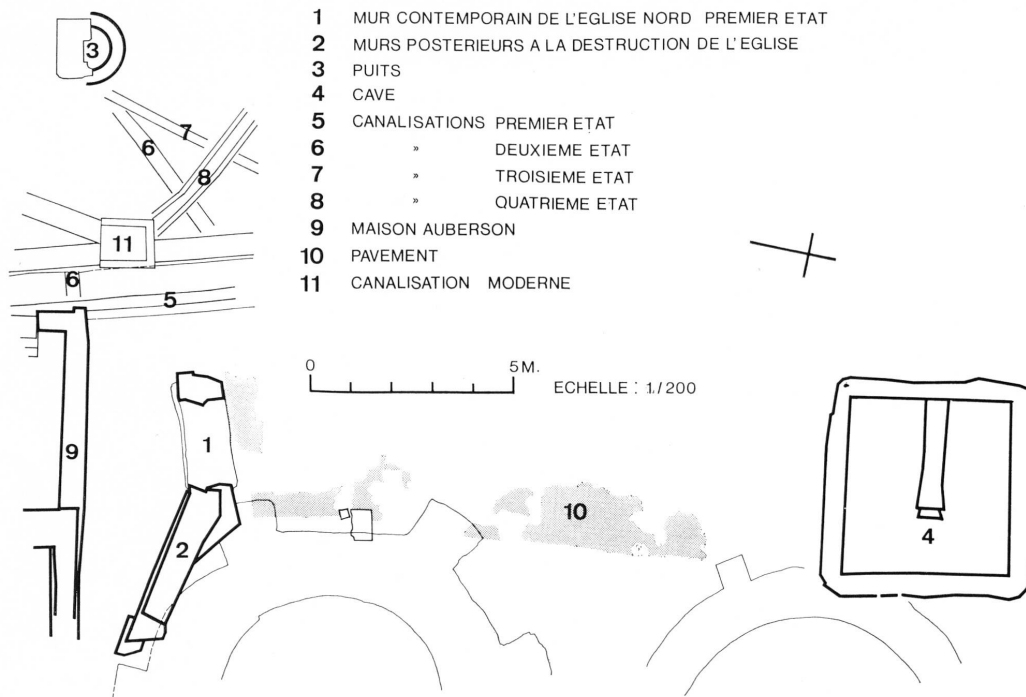 1 MUR CONTEMPORAIN DE L'EGLISE NORD PREMIER ETAT
2 MURS POSTERIEURS A LA DESTRUCTION DE L'EGLISE
3 PUITS
4 CAVE
5 CANALISATIONS PREMIER ETAT
6 » DEUXIEME ETAT
7 » TROISIEME ETAT
8 » QUATRIEME ETAT
9 MAISON AUBERSON
10 PAVEMENT
11 CANALISATION MODERNE
0 5 M.
ECHELLE : 1/200
3
7
6
8
11
6
5
9
1
2
10
4